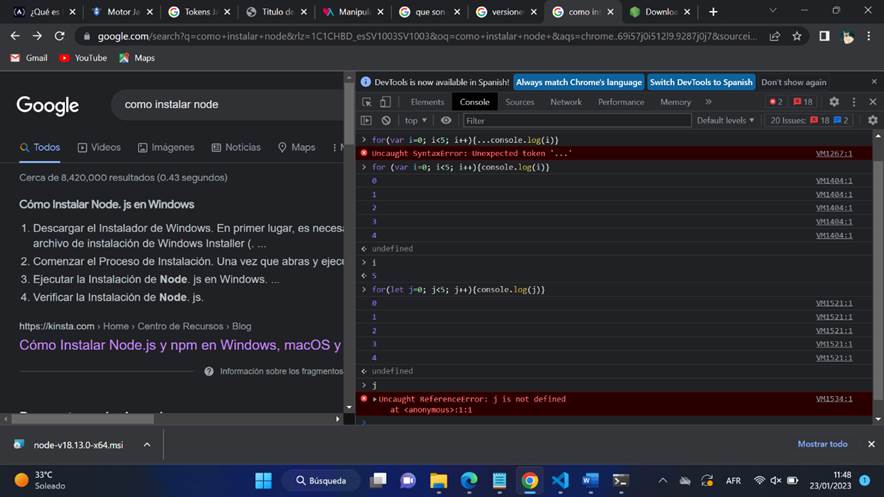 ¿Qué es
Motor Ja
Tokens JA
Titulo de
Manipula
que son
versione
como ins
Downloa
google.com/search?q=como+instalar+node&rlz=1C1CHBD_esSV1003SV1003&oq=como+instalar+node+&aqs=chrome..69i57j0i512l9.9287j0j7&sourcei...
Gmail
YouTube
Maps
Google
como instalar node
Todos
Videos
Imágenes
Noticias
Maps
Cerca de 8,420,000 resultados (0.43 segundos)
Cómo Instalar Node. js en Windows
1. Descargar el Instalador de Windows. En primer lugar, es necesa
archivo de instalación de Windows Installer (. ...
2. Comenzar el Proceso de Instalación. Una vez que abras y ejecu
3. Ejecutar la Instalación de Node. js en Windows. ...
4. Verificar la Instalación de Node. js.
https://kinsta.com › Home › Centro de Recursos › Blog
Cómo Instalar Node.js y npm en Windows, macOS y
Información sobre los fragmentos
DevTools is now available in Spanish!
Always match Chrome's language
Switch DevTools to Spanish
Don't show again
Elements
Console
Sources
Network
Performance
Memory
2
18
top
Filter
Default levels
20 Issues:
18
2
for(var i=0; i<5; i++){...console.log(i)}
Uncaught SyntaxError: Unexpected token '...' VM1267:1
for (var i=0; i<5; i++){console.log(i)}
0 VM1404:1
1 VM1404:1
2 VM1404:1
3 VM1404:1
4 VM1404:1
undefined
i
5
for(let j=0; j<5; j++){console.log(j)}
0 VM1521:1
1 VM1521:1
2 VM1521:1
3 VM1521:1
4 VM1521:1
undefined
j
Uncaught ReferenceError: j is not defined VM1534:1
at <anonymous>:1:1
node-v18.13.0-x64.msi
Mostrar todo
33°C
Soleado
Búsqueda
AFR
11:48
23/01/2023
1